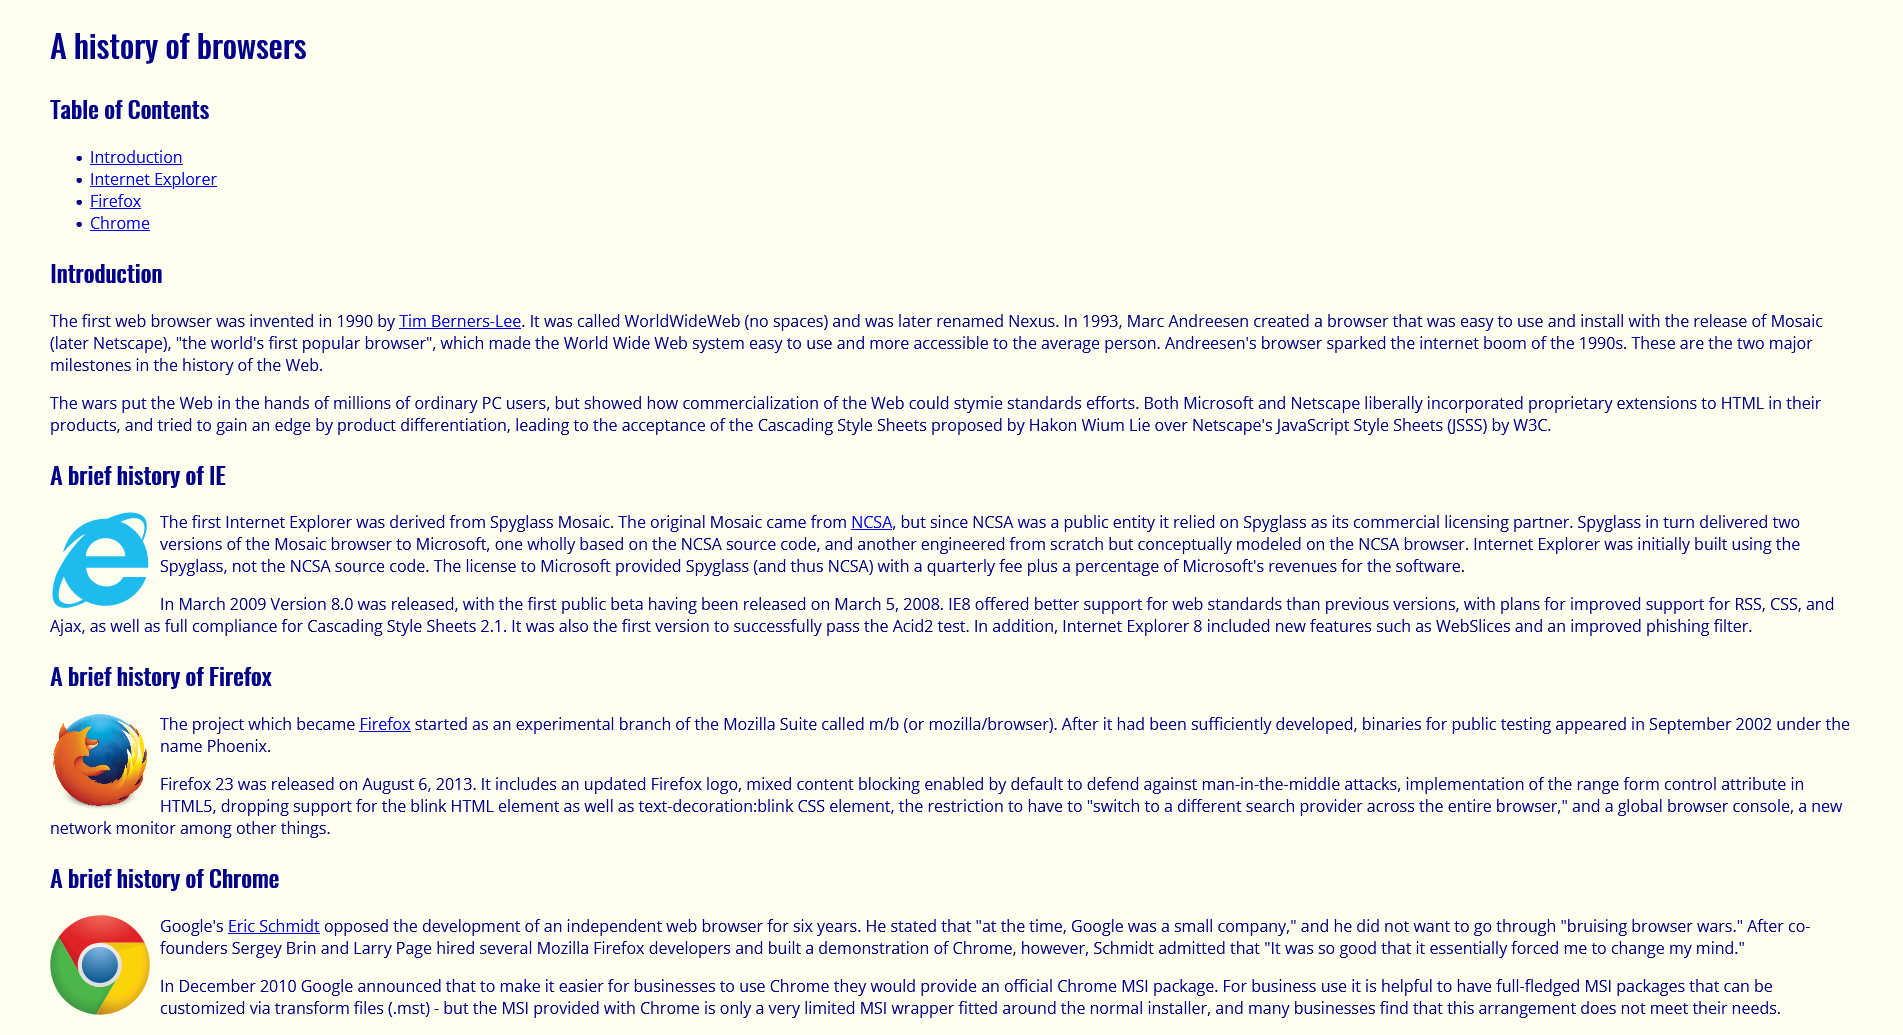 A history of browsers
Table of Contents
• Introduction
• Internet Explorer
• Firefox
• Chrome
Introduction
The first web browser was invented in 1990 by Tim Berners-Lee. It was called WorldWideWeb (no spaces) and was later renamed Nexus. In 1993, Marc Andreesen created a browser that was easy to use and install with the release of Mosaic
(later Netscape), "the world's first popular browser", which made the World Wide Web system easy to use and more accessible to the average person. Andreesen's browser sparked the internet boom of the 1990s. These are the two major
milestones in the history of the Web.
The wars put the Web in the hands of millions of ordinary PC users, but showed how commercialization of the Web could stymie standards efforts. Both Microsoft and Netscape liberally incorporated proprietary extensions to HTML in their
products, and tried to gain an edge by product differentiation, leading to the acceptance of the Cascading Style Sheets proposed by Hakon Wium Lie over Netscape's JavaScript Style Sheets (JSSS) by W3C.
A brief history of IE
The first Internet Explorer was derived from Spyglass Mosaic. The original Mosaic came from NCSA, but since NCSA was a public entity it relied on Spyglass as its commercial licensing partner. Spyglass in turn delivered two
versions of the Mosaic browser to Microsoft, one wholly based on the NCSA source code, and another engineered from scratch but conceptually modeled on the NCSA browser. Internet Explorer was initially built using the
Spyglass, not the NCSA source code. The license to Microsoft provided Spyglass (and thus NCSA) with a quarterly fee plus a percentage of Microsoft's revenues for the software.
In March 2009 Version 8.0 was released, with the first public beta having been released on March 5, 2008. IE8 offered better support for web standards than previous versions, with plans for improved support for RSS, CSS, and
Ajax, as well as full compliance for Cascading Style Sheets 2.1. It was also the first version to successfully pass the Acid2 test. In addition, Internet Explorer 8 included new features such as WebSlices and an improved phishing filter.
A brief history of Firefox
The project which became Firefox started as an experimental branch of the Mozilla Suite called m/b (or mozilla/browser). After it had been sufficiently developed, binaries for public testing appeared in September 2002 under the
name Phoenix.
Firefox 23 was released on August 6, 2013. It includes an updated Firefox logo, mixed content blocking enabled by default to defend against man-in-the-middle attacks, implementation of the range form control attribute in
HTML5, dropping support for the blink HTML element as well as text-decoration:blink CSS element, the restriction to have to "switch to a different search provider across the entire browser," and a global browser console, a new
network monitor among other things.
A brief history of Chrome
Google's Eric Schmidt opposed the development of an independent web browser for six years. He stated that "at the time, Google was a small company," and he did not want to go through "bruising browser wars." After co-
founders Sergey Brin and Larry Page hired several Mozilla Firefox developers and built a demonstration of Chrome, however, Schmidt admitted that "It was so good that it essentially forced me to change my mind."
In December 2010 Google announced that to make it easier for businesses to use Chrome they would provide an official Chrome MSI package. For business use it is helpful to have full-fledged MSI packages that can be
customized via transform files (.mst) - but the MSI provided with Chrome is only a very limited MSI wrapper fitted around the normal installer, and many businesses find that this arrangement does not meet their needs.